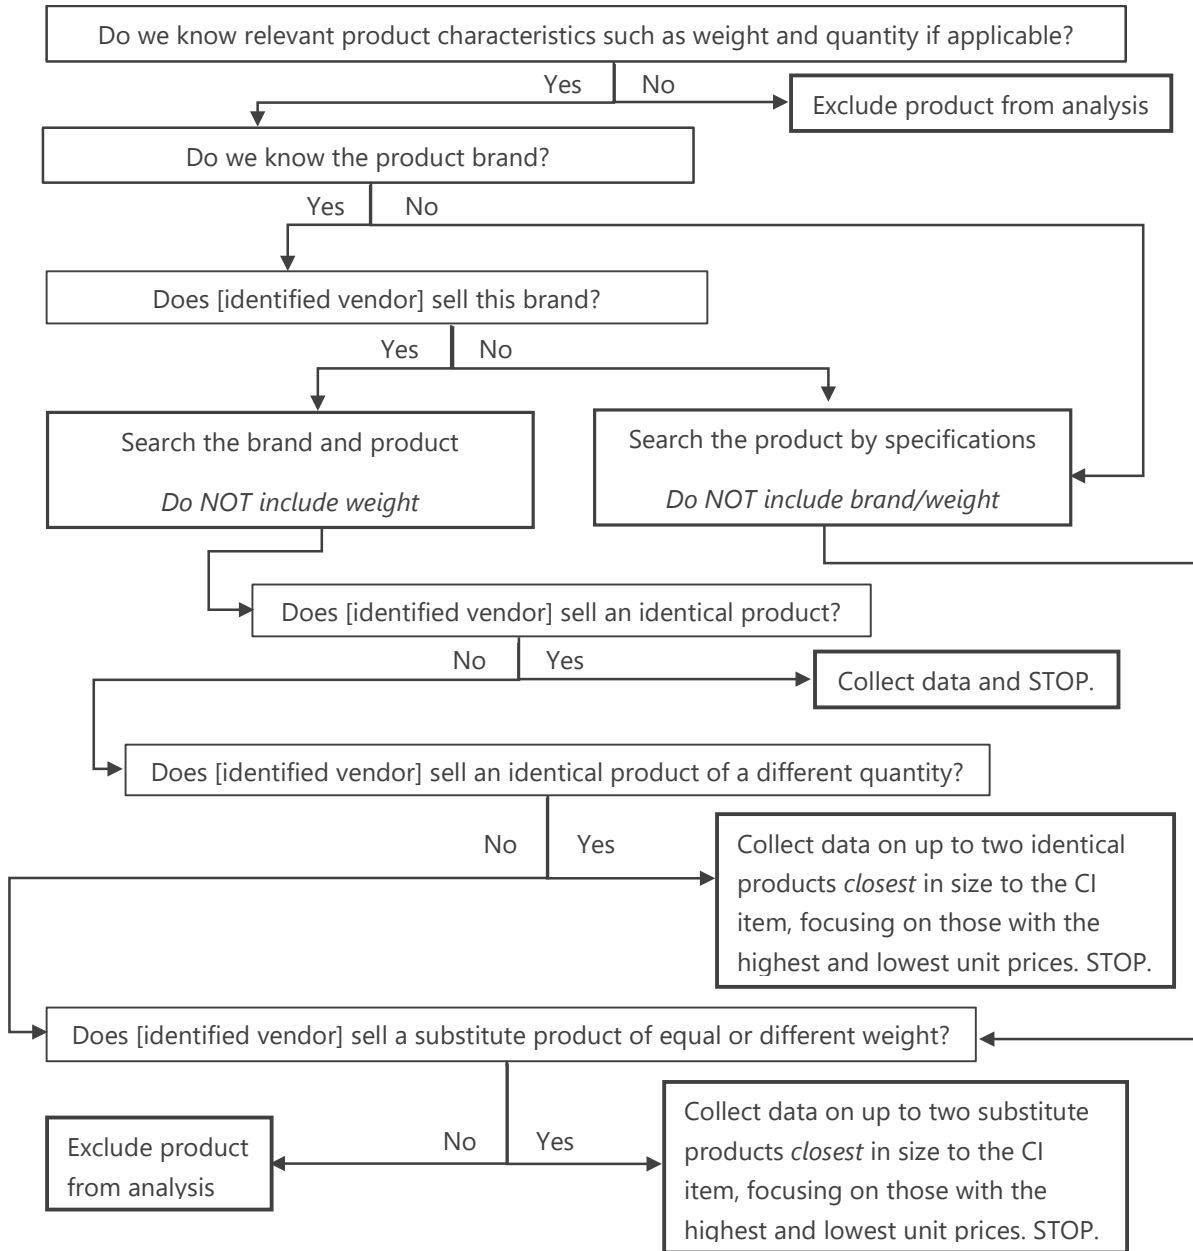 Do we know relevant product characteristics such as weight and quantity if applicable?
Yes
No
Exclude product from analysis
Do we know the product brand?
Yes
No
Does [identified vendor] sell this brand?
Yes
No
Search the brand and product
Do NOT include weight
Search the product by specifications
Do NOT include brand/weight
Does [identified vendor] sell an identical product?
No
Yes
Collect data and STOP.
Does [identified vendor] sell an identical product of a different quantity?
No
Yes
Collect data on up to two identical
products closest in size to the CI
item, focusing on those with the
highest and lowest unit prices. STOP.
Does [identified vendor] sell a substitute product of equal or different weight?
No
Yes
Exclude product
from analysis
Collect data on up to two substitute
products closest in size to the CI
item, focusing on those with the
highest and lowest unit prices. STOP.